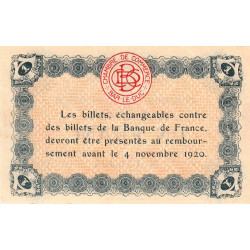 CHAMBRE DE COMMERCE
BAR LE DUC
Les billets, échangeables contre
des billets de la Banque de France,
devront être présentés au rembour-
sement avant le 4 novembre 1920.